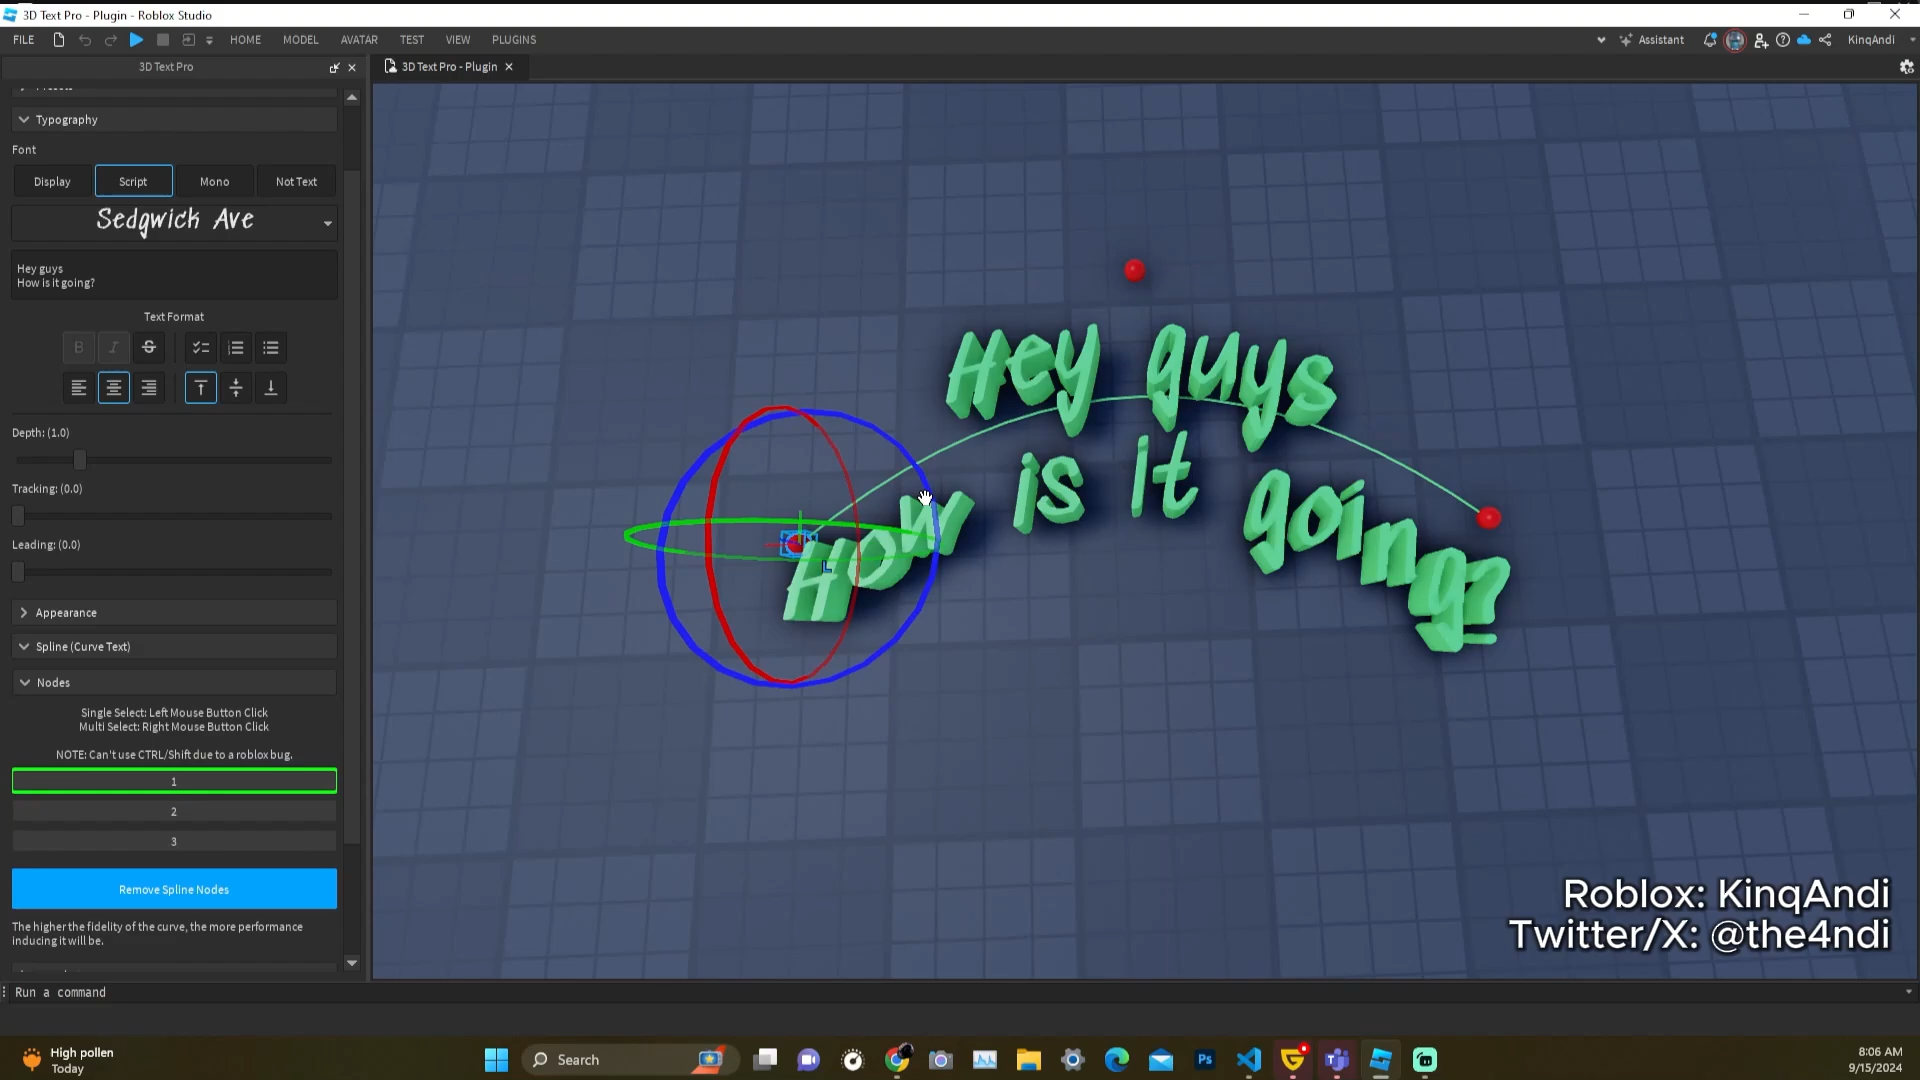 3D Text Pro - Plugin - Roblox Studio
FILE HOME MODEL AVATAR TEST VIEW PLUGINS Assistant KinqAndi
3D Text Pro
3D Text Pro - Plugin
Typography
Font
Display Script Mono Not Text
Sedgwick Ave
Hey guys
How is it going?
Text Format
B I S
Depth: (1.0)
Tracking: (0.0)
Leading: (0.0)
Appearance
Spline (Curve Text)
Nodes
Single Select: Left Mouse Button Click
Multi Select: Right Mouse Button Click
NOTE: Can't use CTRL/Shift due to a roblox bug.
1
2
3
Remove Spline Nodes
The higher the fidelity of the curve, the more performance
inducing it will be.
Hey guys
How is it going?
L
Roblox: KinqAndi
Twitter/X: @the4ndi
Run a command
High pollen
Today
Search
Ps
8:06 AM
9/15/2024